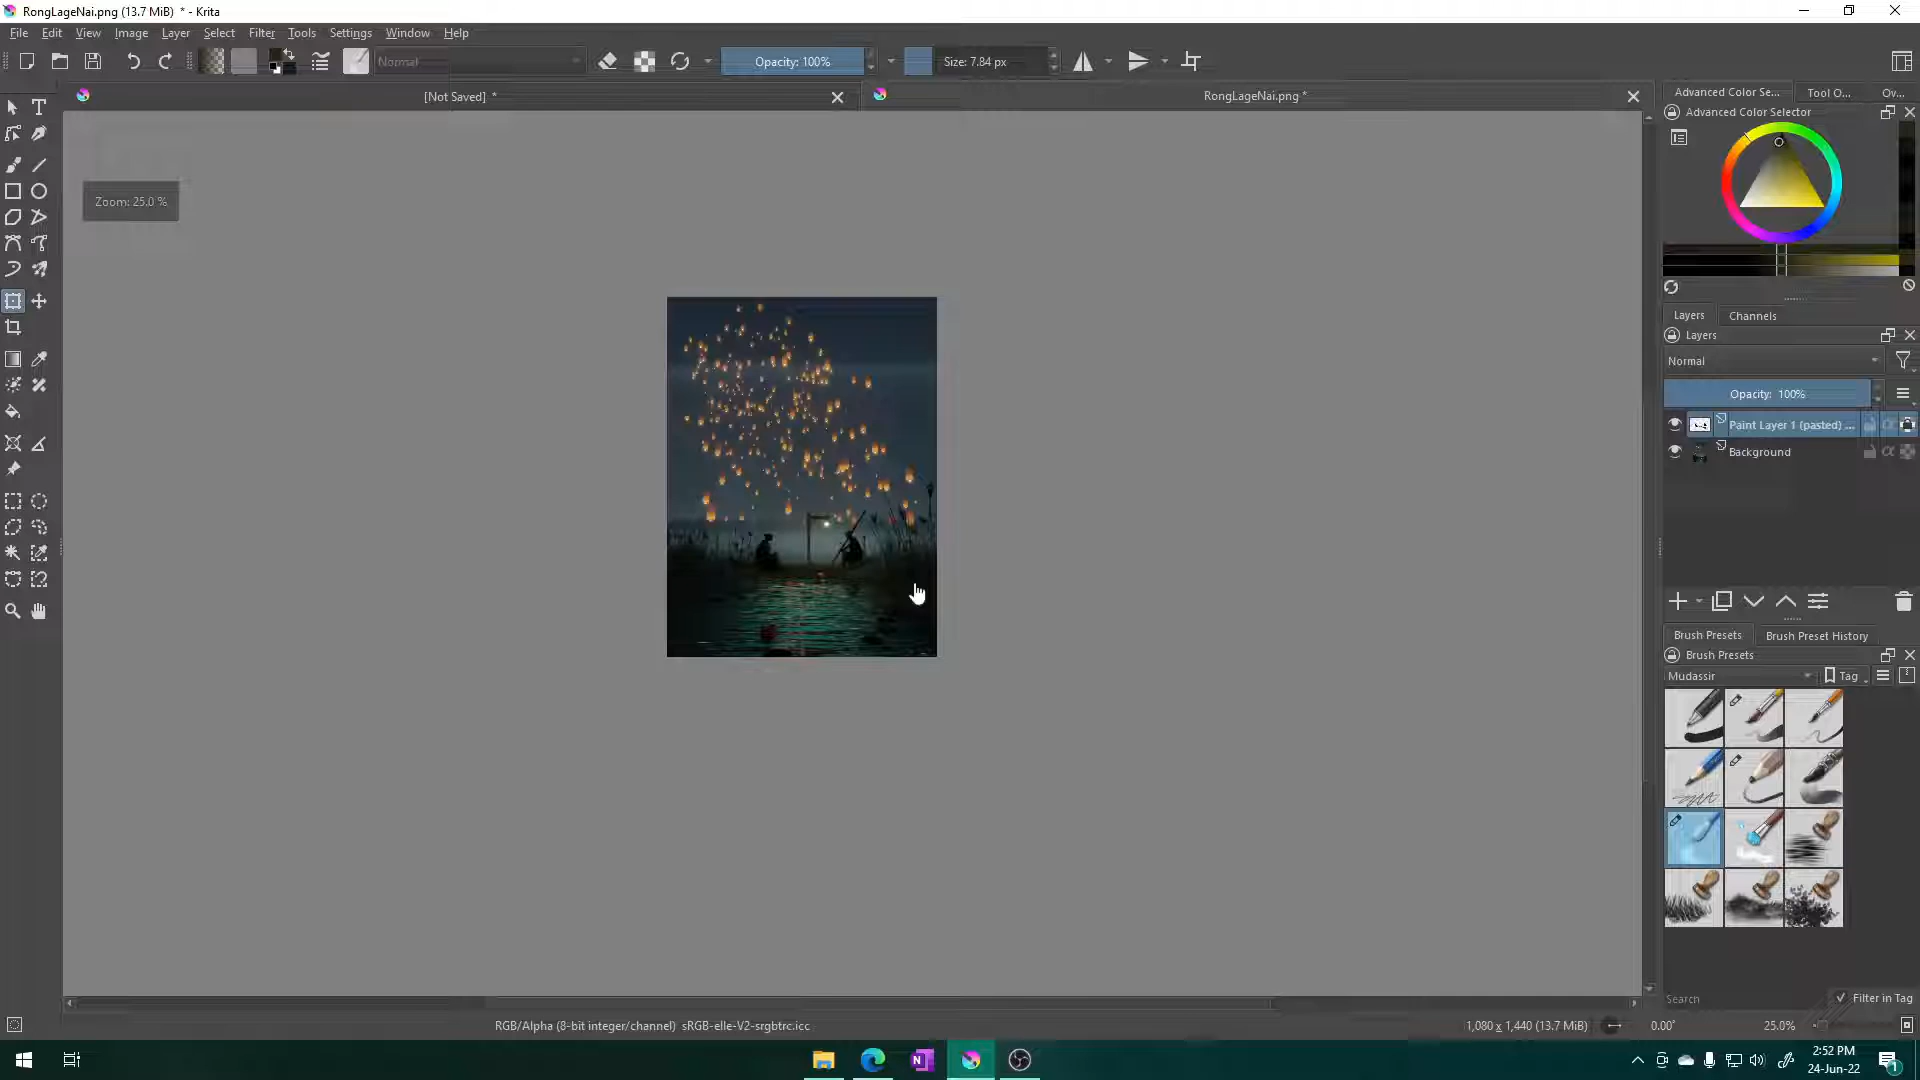 RongLageNai.png (13.7 MiB) * - Krita
File Edit View Image Layer Select Filter Tools Settings Window Help
Normal
Opacity: 100%
Size: 7.84 px
[Not Saved] *
RongLageNai.png *
Advanced Color Se...
Tool O...
Ov...
Advanced Color Selector
Zoom: 25.0 %
Layers
Channels
Layers
Normal
Opacity: 100%
Paint Layer 1 (pasted) ...
Background
Brush Presets
Brush Preset History
Brush Presets
Mudassir
Tag
Search
Filter in Tag
RGB/Alpha (8-bit integer/channel) sRGB-elle-V2-srgbtrc.icc
1,080 x 1,440 (13.7 MiB)
0.00°
25.0%
2:52 PM
24-Jun-22
1